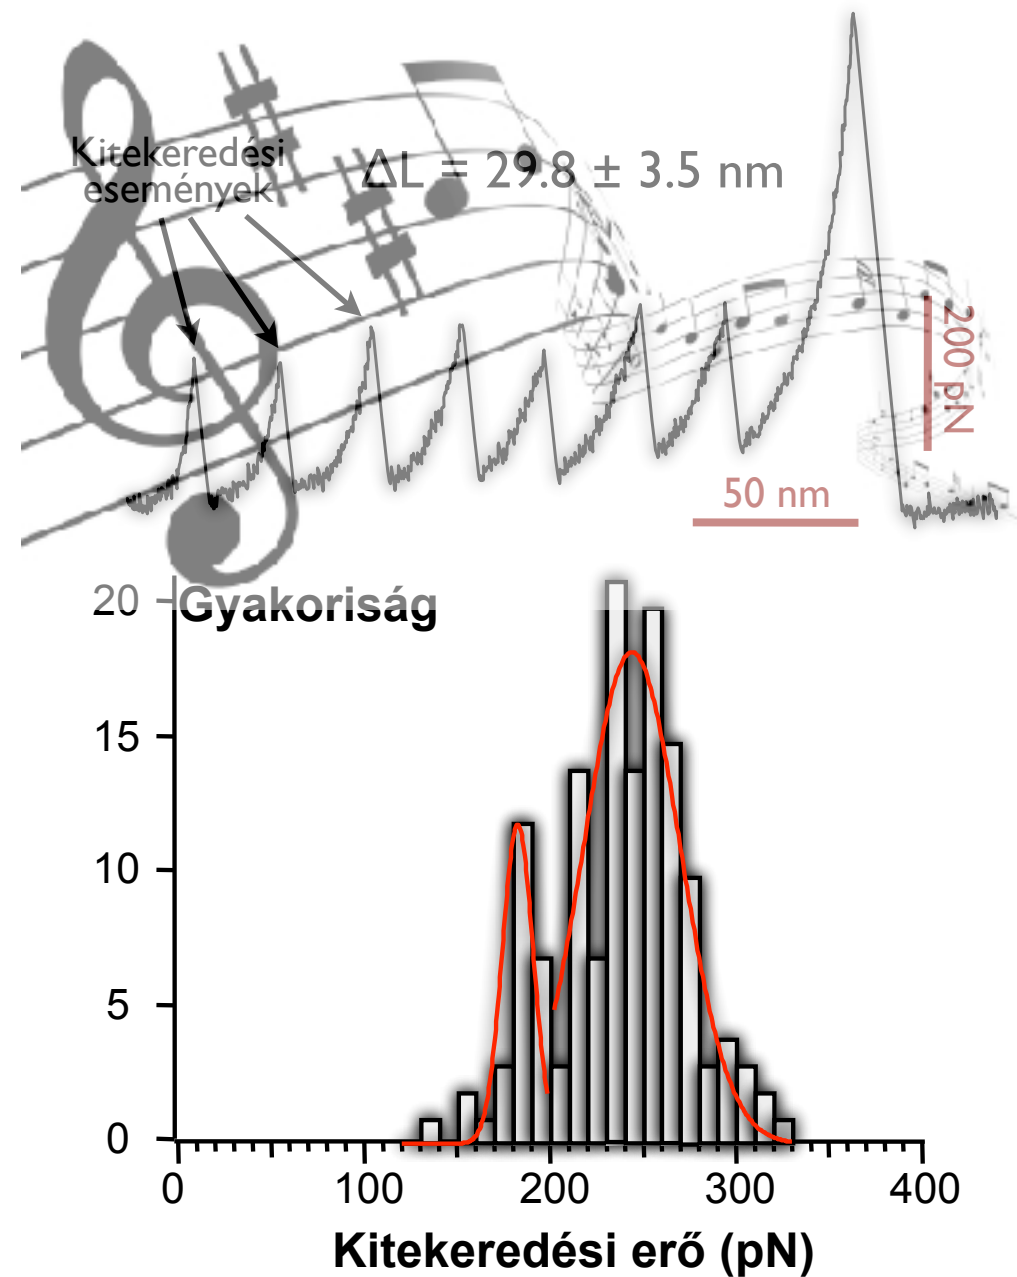 Kitekeredési
események
ΔL = 29.8 ± 3.5 nm
200 pN
50 nm
Gyakoriság
20
15
10
5
0
0 100 200 300 400
Kitekeredési erő (pN)